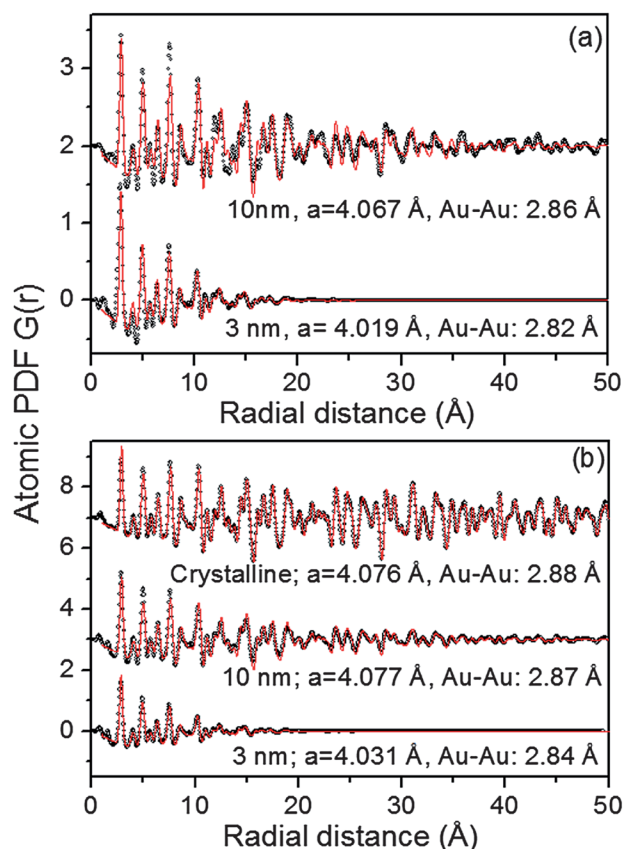 Atomic PDF G(r)
(a)
3
2
1
0
10nm, a=4.067 Å, Au-Au: 2.86 Å
3 nm, a= 4.019 Å, Au-Au: 2.82 Å
0 10 20 30 40 50
Radial distance (Å)
(b)
8
6
4
2
0
Crystalline; a=4.076 Å, Au-Au: 2.88 Å
10 nm; a=4.077 Å, Au-Au: 2.87 Å
3 nm; a=4.031 Å, Au-Au: 2.84 Å
0 10 20 30 40 50
Radial distance (Å)